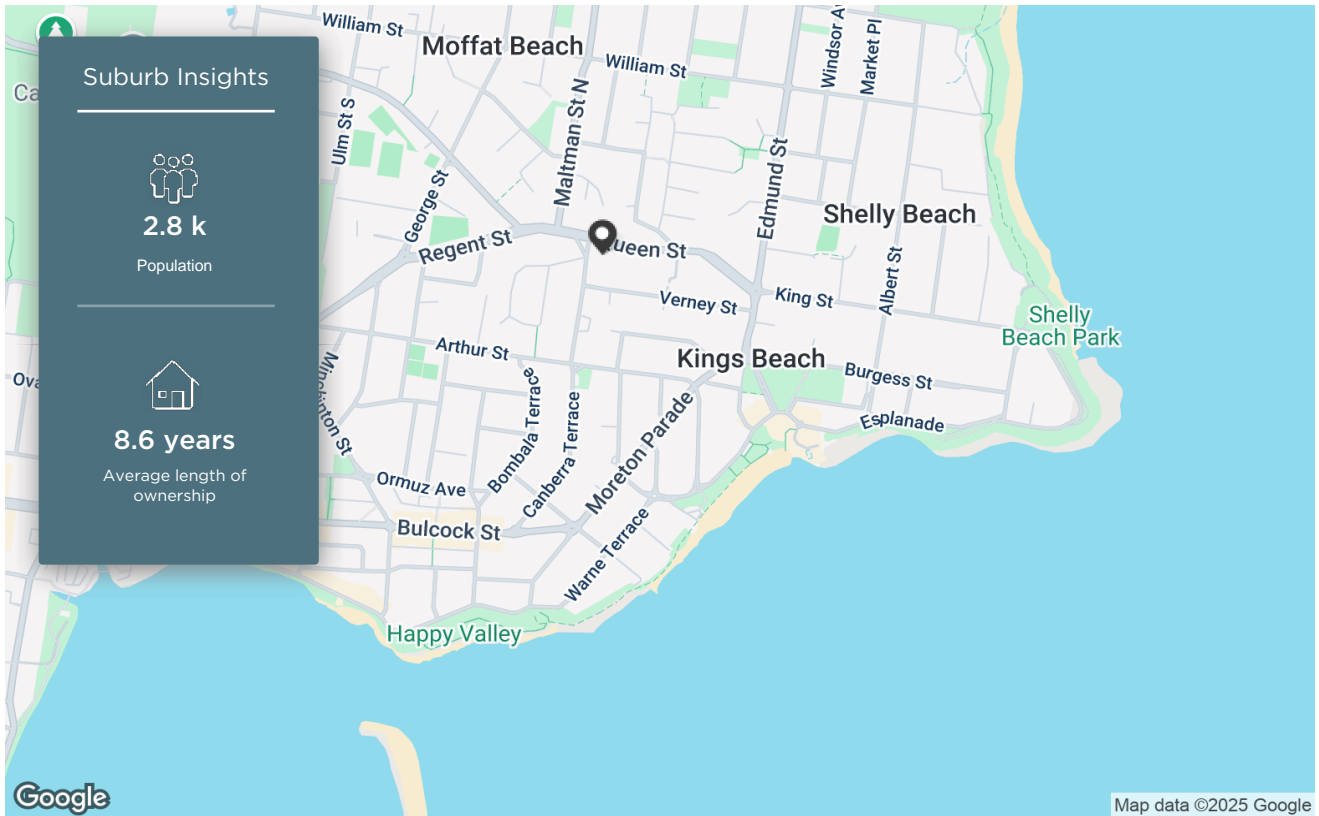 Suburb Insights
2.8 k
Population
8.6 years
Average length of
ownership
William St
Moffat Beach
William St
Windsor
Market Pl
Ulm St S
Maltman St N
Edmund St
George St
Shelly Beach
Regent St
ueen St
Albert St
Verney St
King St
Shelly
Beach Park
Arthur St
Kings Beach
Burgess St
Minchinton St
Bombala Terrace
Canberra Terrace
Moreton Parade
Esplanade
Ormuz Ave
Bulcock St
Warne Terrace
Happy Valley
Google
Map data ©2025 Google